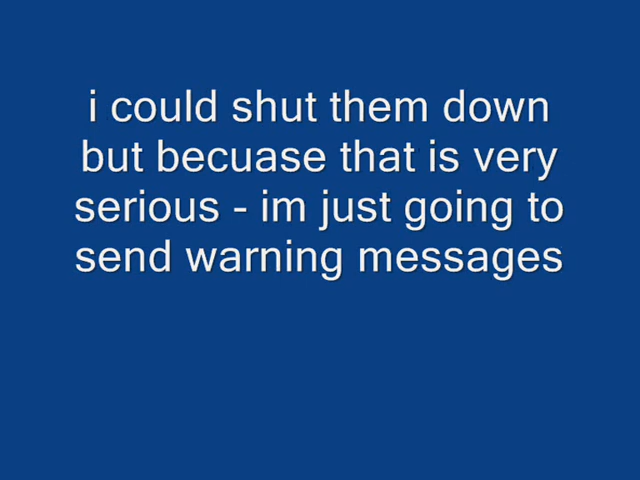 i could shut them down
but becuase that is very
serious - im just going to
send warning messages